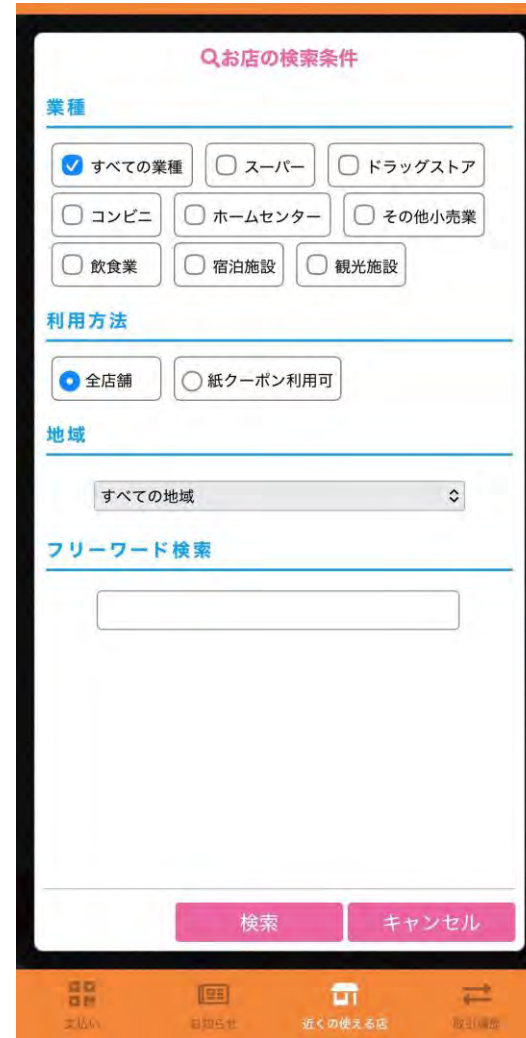 お店の検索条件
業種
すべての業種 スーパー ドラッグストア
コンビニ ホームセンター その他小売業
飲食業 宿泊施設 観光施設
利用方法
全店舗 紙クーポン利用可
地域
すべての地域
フリーワード検索
検索 キャンセル
支払い お知らせ 近くの使える店 取引履歴